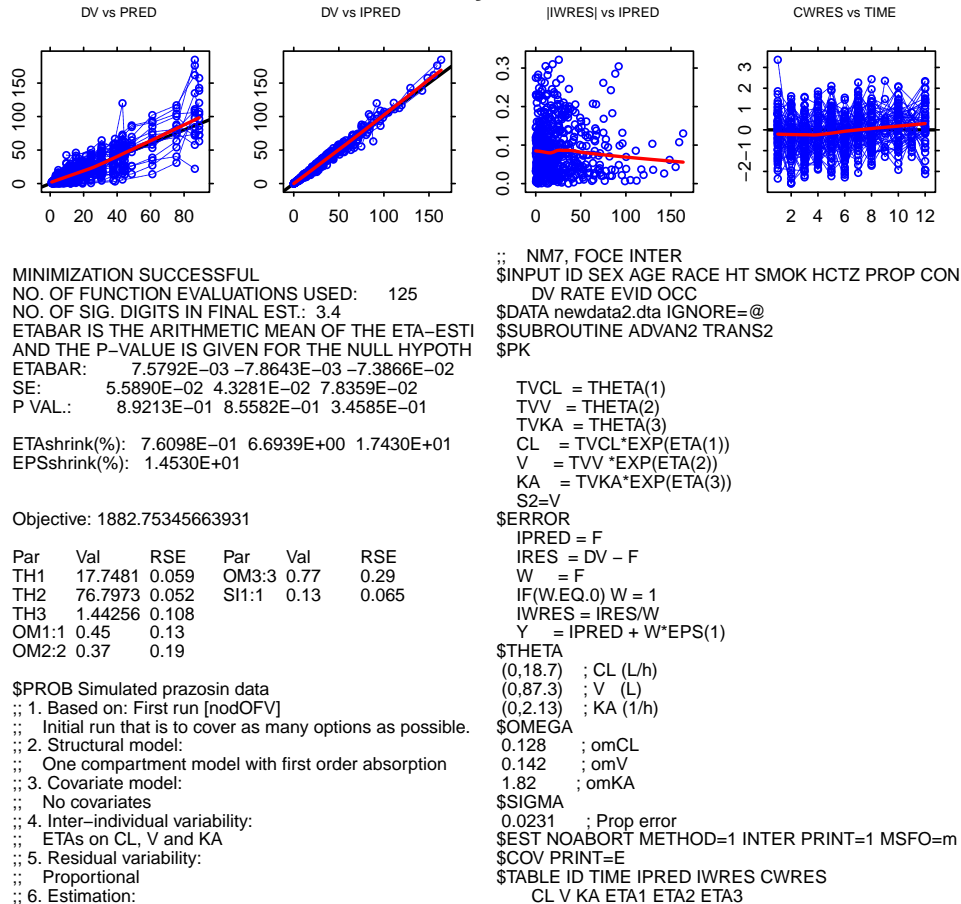 DV vs PRED
DV vs IPRED
|IWRES| vs IPRED
CWRES vs TIME
0 50 100 150
0 20 40 60 80
0 50 100 150
0 50 100 150
0.0 0.1 0.2 0.3
0 50 100 150
−2 −1 0 1 2 3
2 4 6 8 10 12
MINIMIZATION SUCCESSFUL
NO. OF FUNCTION EVALUATIONS USED: 125
NO. OF SIG. DIGITS IN FINAL EST.: 3.4
ETABAR IS THE ARITHMETIC MEAN OF THE ETA−ESTI
AND THE P−VALUE IS GIVEN FOR THE NULL HYPOTH
ETABAR: 7.5792E−03 −7.8643E−03 −7.3866E−02
SE: 5.5890E−02 4.3281E−02 7.8359E−02
P VAL.: 8.9213E−01 8.5582E−01 3.4585E−01
ETAshrink(%): 7.6098E−01 6.6939E+00 1.7430E+01
EPSshrink(%): 1.4530E+01
Objective: 1882.75345663931
Par Val RSE Par Val RSE
TH1 17.7481 0.059 OM3:3 0.77 0.29
TH2 76.7973 0.052 SI1:1 0.13 0.065
TH3 1.44256 0.108
OM1:1 0.45 0.13
OM2:2 0.37 0.19
$PROB Simulated prazosin data
;; 1. Based on: First run [nodOFV]
;; Initial run that is to cover as many options as possible.
;; 2. Structural model:
;; One compartment model with first order absorption
;; 3. Covariate model:
;; No covariates
;; 4. Inter−individual variability:
;; ETAs on CL, V and KA
;; 5. Residual variability:
;; Proportional
;; 6. Estimation:
;; NM7, FOCE INTER
$INPUT ID SEX AGE RACE HT SMOK HCTZ PROP CON
DV RATE EVID OCC
$DATA newdata2.dta IGNORE=@
$SUBROUTINE ADVAN2 TRANS2
$PK
TVCL = THETA(1)
TVV = THETA(2)
TVKA = THETA(3)
CL = TVCL*EXP(ETA(1))
V = TVV *EXP(ETA(2))
KA = TVKA*EXP(ETA(3))
S2=V
$ERROR
IPRED = F
IRES = DV − F
W = F
IF(W.EQ.0) W = 1
IWRES = IRES/W
Y = IPRED + W*EPS(1)
$THETA
(0,18.7) ; CL (L/h)
(0,87.3) ; V (L)
(0,2.13) ; KA (1/h)
$OMEGA
0.128 ; omCL
0.142 ; omV
1.82 ; omKA
$SIGMA
0.0231 ; Prop error
$EST NOABORT METHOD=1 INTER PRINT=1 MSFO=m
$COV PRINT=E
$TABLE ID TIME IPRED IWRES CWRES
CL V KA ETA1 ETA2 ETA3